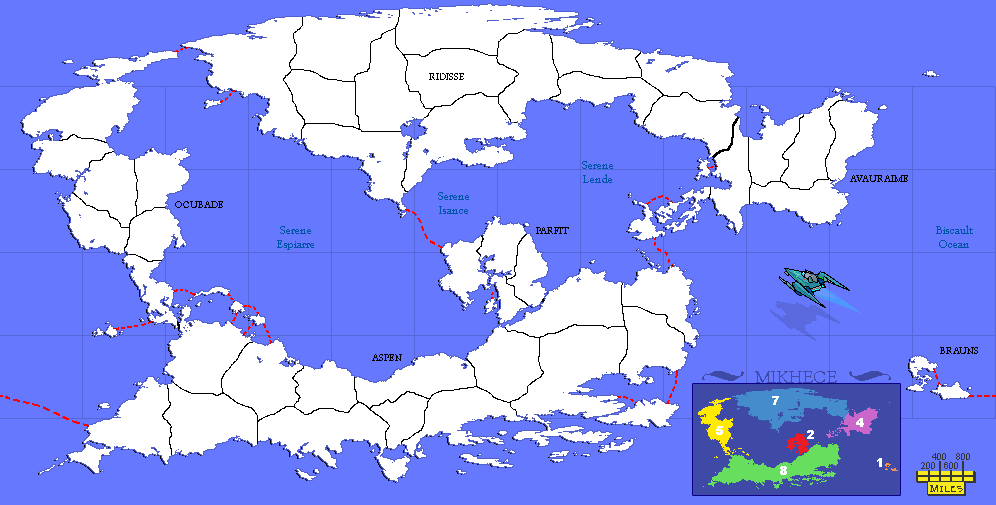 RIDISSE
Serene
Lende
AVAURAIME
OCUBADE
Serene
Isance
Serene
Espiarre
PARFIT
Biscault
Ocean
ASPEN
BRAUNS
MIKHECE
7
5
2
4
8
1
400 800
200 600
MILES